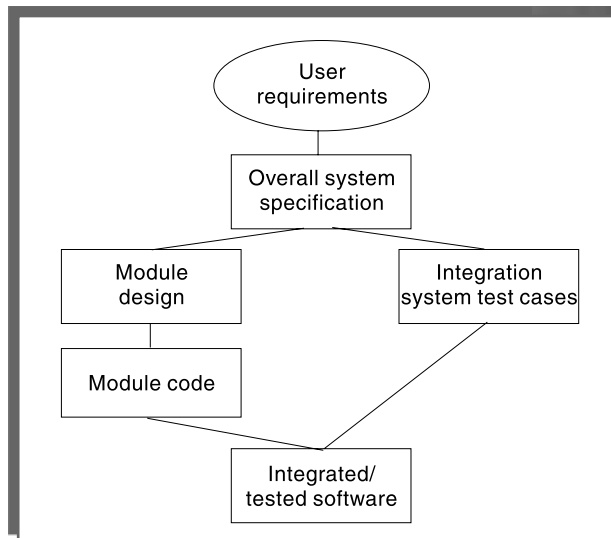 User
requirements
Overall system
specification
Module
design
Integration
system test cases
Module code
Integrated/
tested software